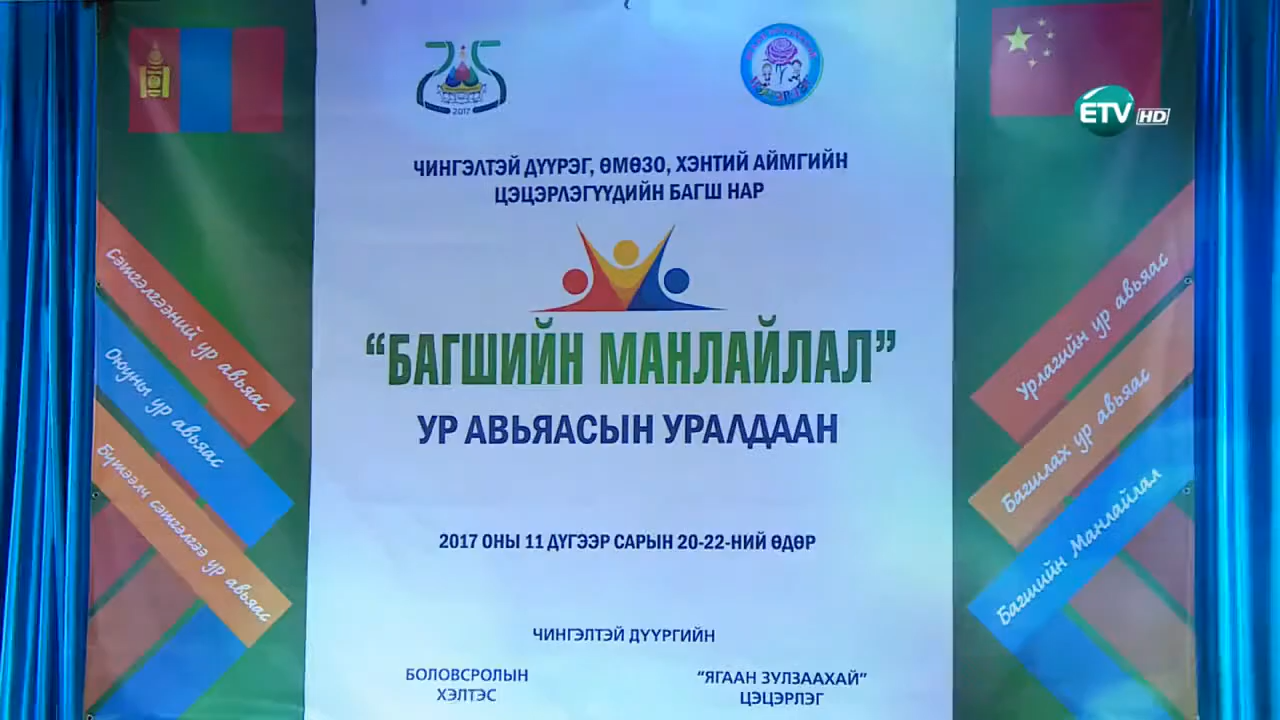 25
2017
ETV HD
ЧИНГЭЛТЭЙ ДҮҮРЭГ, ӨМӨЗО, ХЭНТИЙ АЙМГИЙН
ЦЭЦЭРЛЭГҮҮДИЙН БАГШ НАР
“БАГШИЙН МАНЛАЙЛАЛ”
УР АВЬЯАСЫН УРАЛДААН
2017 ОНЫ 11 ДҮГЭЭР САРЫН 20-22-НИЙ ӨДӨР
ЧИНГЭЛТЭЙ ДҮҮРГИЙН
БОЛОВСРОЛЫН
ХЭЛТЭС
“ЯГААН ЗУЛЗААХАЙ”
ЦЭЦЭРЛЭГ
Сэтгэлгээний ур авьяас
Оюуны ур авьяас
Бүтээлч сэтгэлгээ ур авьяас
Урлагийн ур авьяас
Багшлах ур авьяас
Багшийн Манлайлал